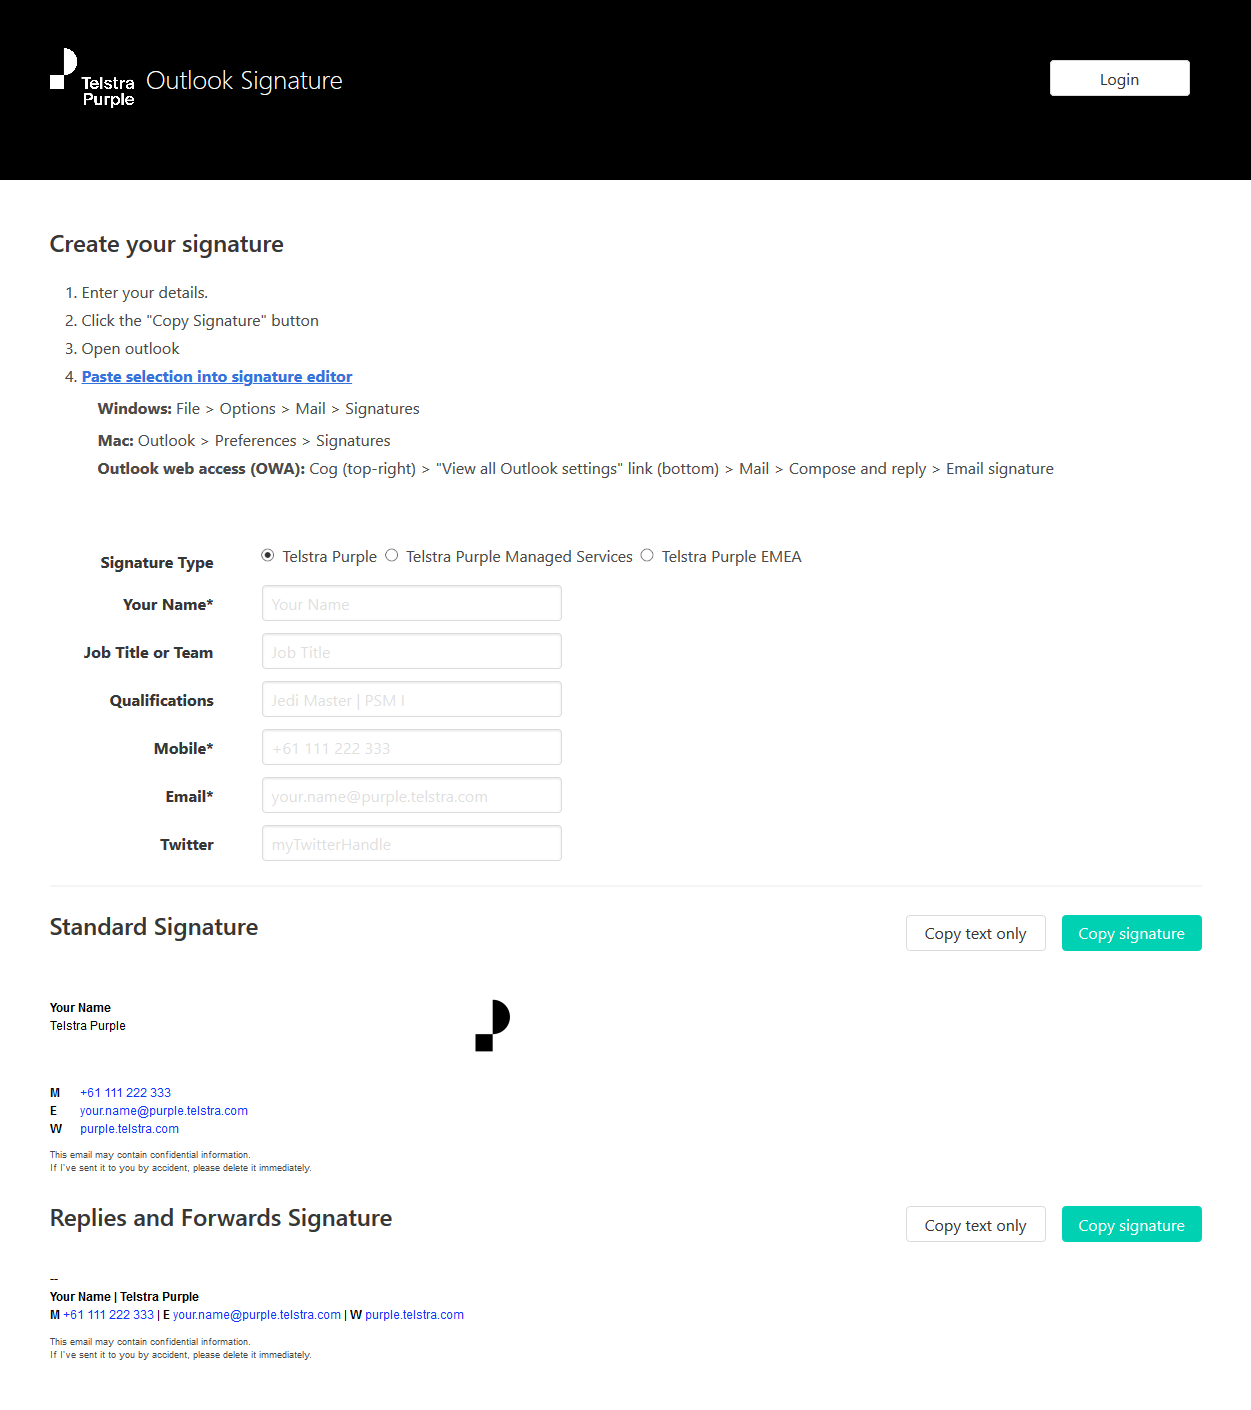 Telstra
Purple
Outlook Signature
Login
Create your signature
1. Enter your details.
2. Click the "Copy Signature" button
3. Open outlook
4. Paste selection into signature editor
Windows: File > Options > Mail > Signatures
Mac: Outlook > Preferences > Signatures
Outlook web access (OWA): Cog (top-right) > "View all Outlook settings" link (bottom) > Mail > Compose and reply > Email signature
Signature Type Telstra Purple Telstra Purple Managed Services Telstra Purple EMEA
Your Name* Your Name
Job Title or Team Job Title
Qualifications Jedi Master | PSM I
Mobile* +61 111 222 333
Email* your.name@purple.telstra.com
Twitter myTwitterHandle
Standard Signature Copy text only Copy signature
Your Name
Telstra Purple
M +61 111 222 333
E your.name@purple.telstra.com
W purple.telstra.com
This email may contain confidential information.
If I've sent it to you by accident, please delete it immediately.
Replies and Forwards Signature Copy text only Copy signature
--
Your Name | Telstra Purple
M +61 111 222 333 | E your.name@purple.telstra.com | W purple.telstra.com
This email may contain confidential information.
If I've sent it to you by accident, please delete it immediately.